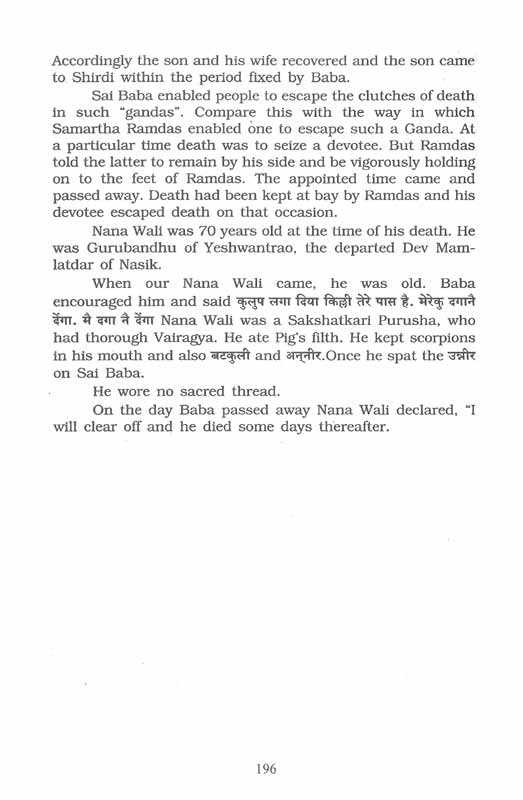 Accordingly the son and his wife recovered and the son came
to Shirdi within the period fixed by Baba.
Sai Baba enabled people to escape the clutches of death
in such "gandas". Compare this with the way in which
Samartha Ramdas enabled one to escape such a Ganda. At
a particular time death was to seize a devotee. But Ramdas
told the latter to remain by his side and be vigorously holding
on to the feet of Ramdas. The appointed time came and
passed away. Death had been kept at bay by Ramdas and his
devotee escaped death on that occasion.
Nana Wali was 70 years old at the time of his death. He
was Gurubandhu of Yeshwantrao, the departed Dev Mam-
latdar of Nasik.
When our Nana Wali came, he was old. Baba
encouraged him and said कुलुप लगा दिया किल्ली तेरे पास है. मेरेकु दगानै
देंगा. मै दगा नै देंगा Nana Wali was a Sakshatkari Purusha, who
had thorough Vairagya. He ate Pig's filth. He kept scorpions
in his mouth and also बटकुली and अन्‌नीर.Once he spat the उन्नीर
on Sai Baba.
He wore no sacred thread.
On the day Baba passed away Nana Wali declared, "I
will clear off and he died some days thereafter.
196